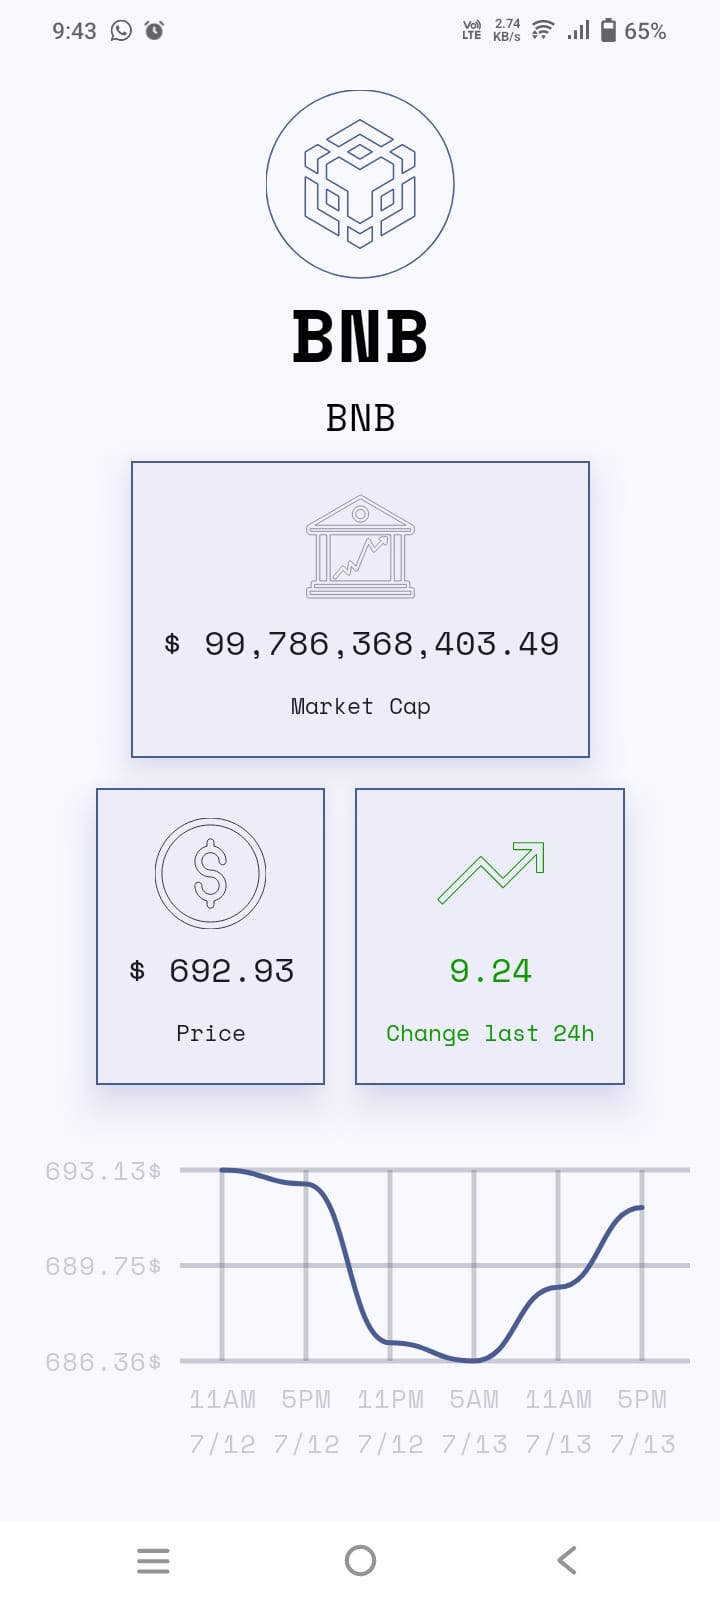 9:43 Vo) LTE 2.74 KB/s 65%
BNB
BNB
$ 99,786,368,403.49
Market Cap
$ 692.93
Price
9.24
Change last 24h
693.13$
689.75$
686.36$
11AM 5PM 11PM 5AM 11AM 5PM
7/12 7/12 7/12 7/13 7/13 7/13